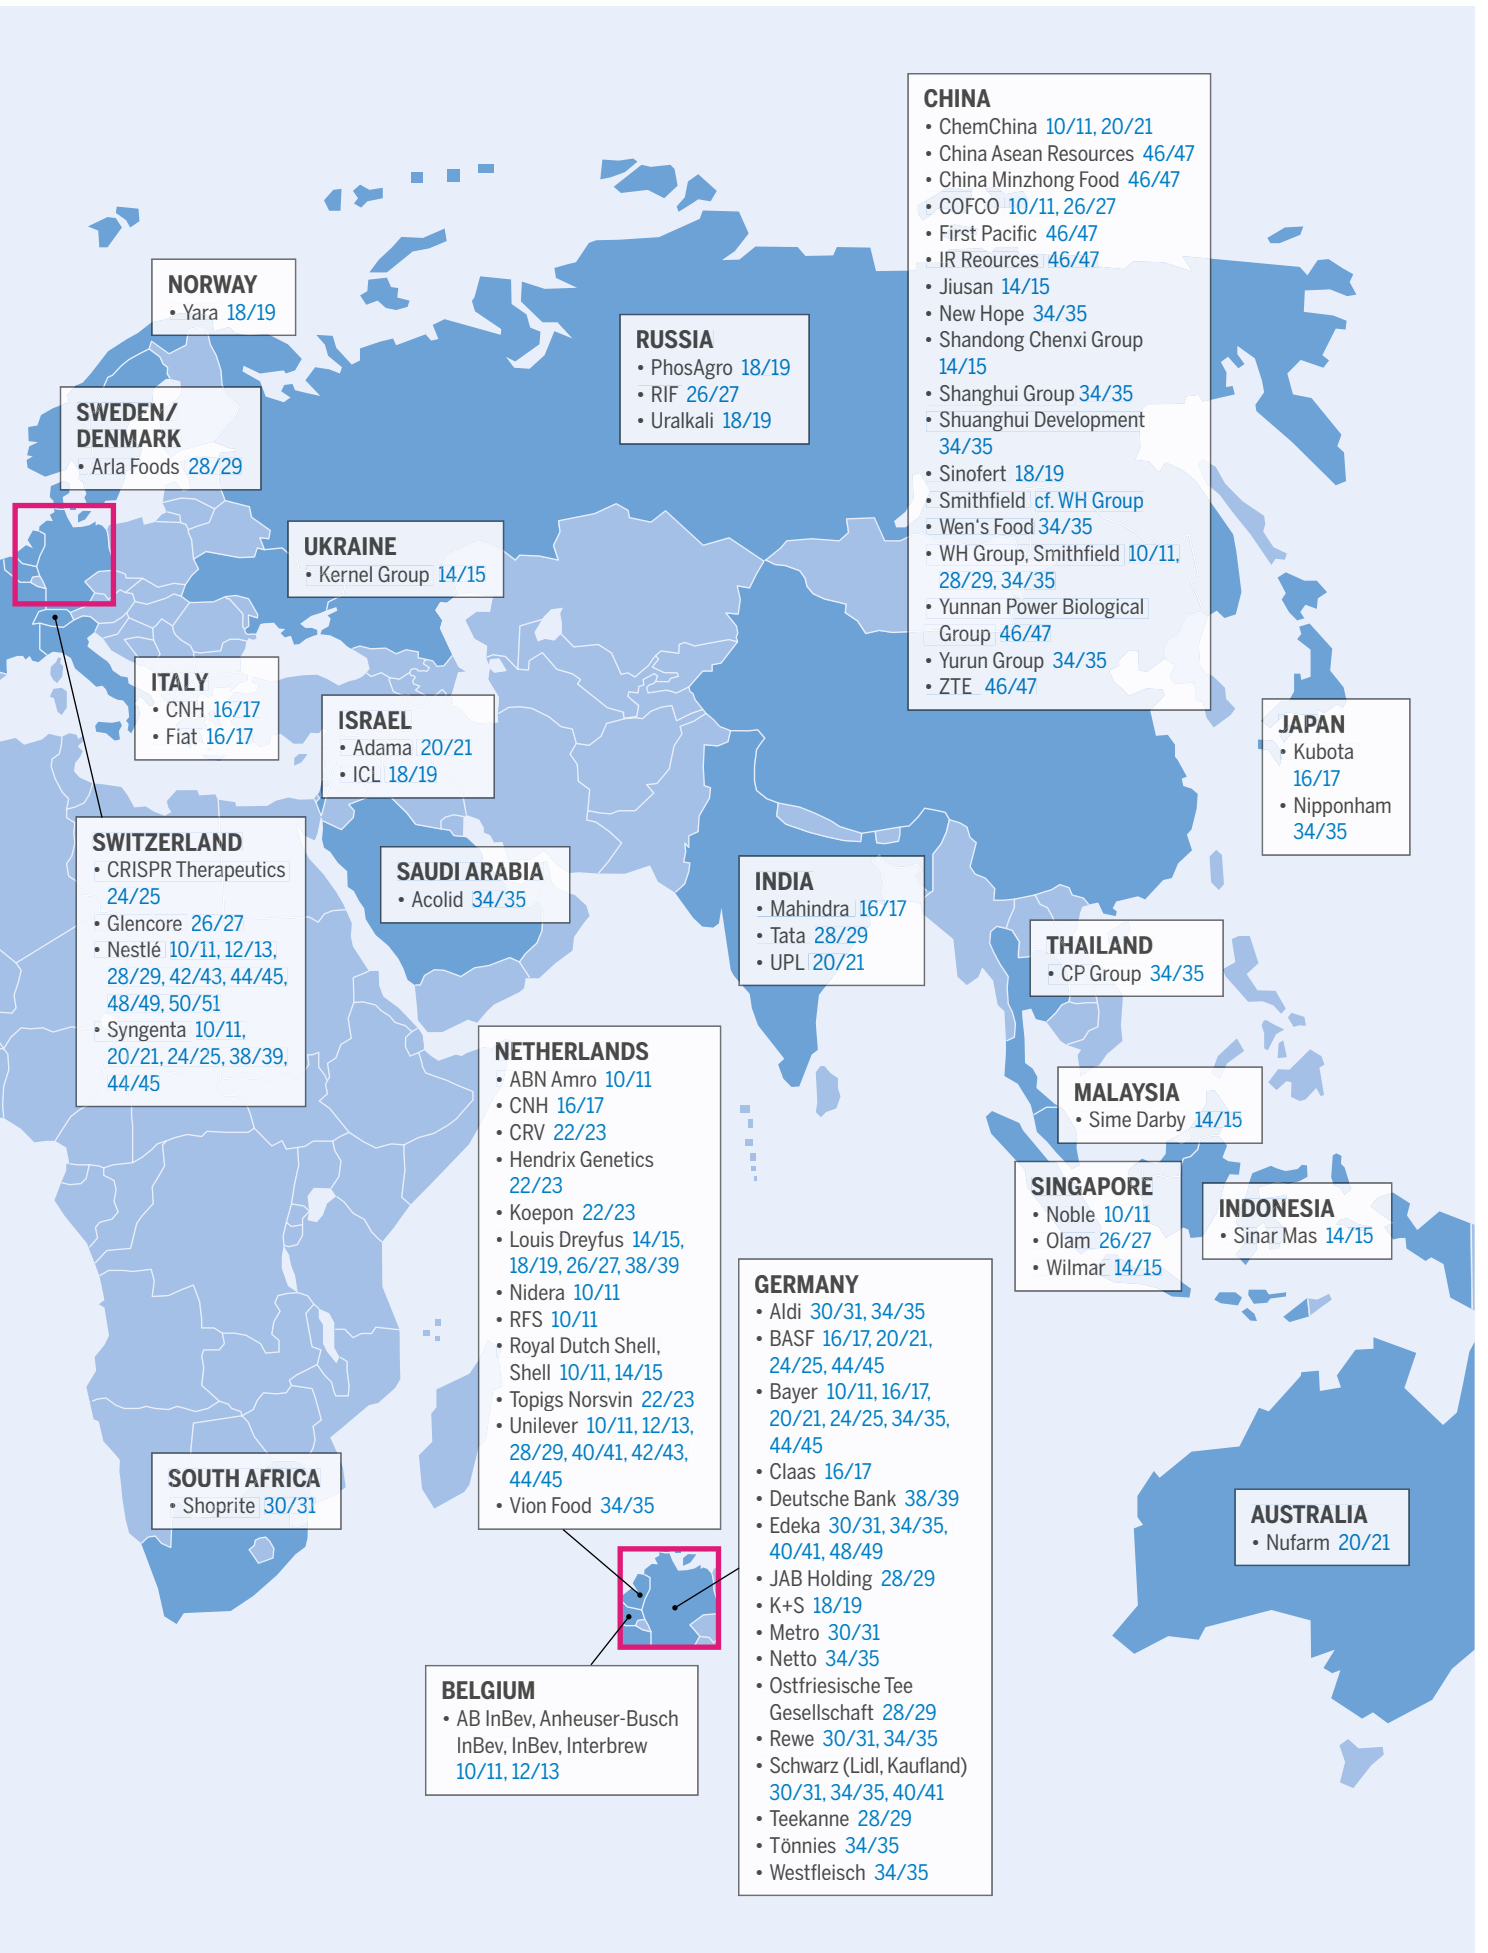 CHINA
• ChemChina 10/11, 20/21
• China Asean Resources 46/47
• China Minzhong Food 46/47
• COFCO 10/11, 26/27
• First Pacific 46/47
• IR Reources 46/47
• Jiusan 14/15
• New Hope 34/35
• Shandong Chenxi Group
14/15
• Shanghui Group 34/35
• Shuanghui Development
34/35
• Sinofert 18/19
• Smithfield cf. WH Group
• Wen‘s Food 34/35
• WH Group, Smithfield 10/11,
28/29, 34/35
• Yunnan Power Biological
Group 46/47
• Yurun Group 34/35
• ZTE 46/47
NORWAY
• Yara 18/19
RUSSIA
• PhosAgro 18/19
• RIF 26/27
• Uralkali 18/19
SWEDEN/
DENMARK
• Arla Foods 28/29
UKRAINE
• Kernel Group 14/15
ITALY
• CNH 16/17
• Fiat 16/17
ISRAEL
• Adama 20/21
• ICL 18/19
JAPAN
• Kubota
16/17
• Nipponham
34/35
SWITZERLAND
• CRISPR Therapeutics
24/25
• Glencore 26/27
• Nestlé 10/11, 12/13,
28/29, 42/43, 44/45,
48/49, 50/51
• Syngenta 10/11,
20/21, 24/25, 38/39,
44/45
SAUDI ARABIA
• Acolid 34/35
INDIA
• Mahindra 16/17
• Tata 28/29
• UPL 20/21
THAILAND
• CP Group 34/35
NETHERLANDS
• ABN Amro 10/11
• CNH 16/17
• CRV 22/23
• Hendrix Genetics
22/23
• Koepon 22/23
• Louis Dreyfus 14/15,
18/19, 26/27, 38/39
• Nidera 10/11
• RFS 10/11
• Royal Dutch Shell,
Shell 10/11, 14/15
• Topigs Norsvin 22/23
• Unilever 10/11, 12/13,
28/29, 40/41, 42/43,
44/45
• Vion Food 34/35
MALAYSIA
• Sime Darby 14/15
SINGAPORE
• Noble 10/11
• Olam 26/27
• Wilmar 14/15
INDONESIA
• Sinar Mas 14/15
GERMANY
• Aldi 30/31, 34/35
• BASF 16/17, 20/21,
24/25, 44/45
• Bayer 10/11, 16/17,
20/21, 24/25, 34/35,
44/45
• Claas 16/17
• Deutsche Bank 38/39
• Edeka 30/31, 34/35,
40/41, 48/49
• JAB Holding 28/29
• K+S 18/19
• Metro 30/31
• Netto 34/35
• Ostfriesische Tee
Gesellschaft 28/29
• Rewe 30/31, 34/35
• Schwarz (Lidl, Kaufland)
30/31, 34/35, 40/41
• Teekanne 28/29
• Tönnies 34/35
• Westfleisch 34/35
SOUTH AFRICA
• Shoprite 30/31
AUSTRALIA
• Nufarm 20/21
BELGIUM
• AB InBev, Anheuser-Busch
InBev, InBev, Interbrew
10/11, 12/13